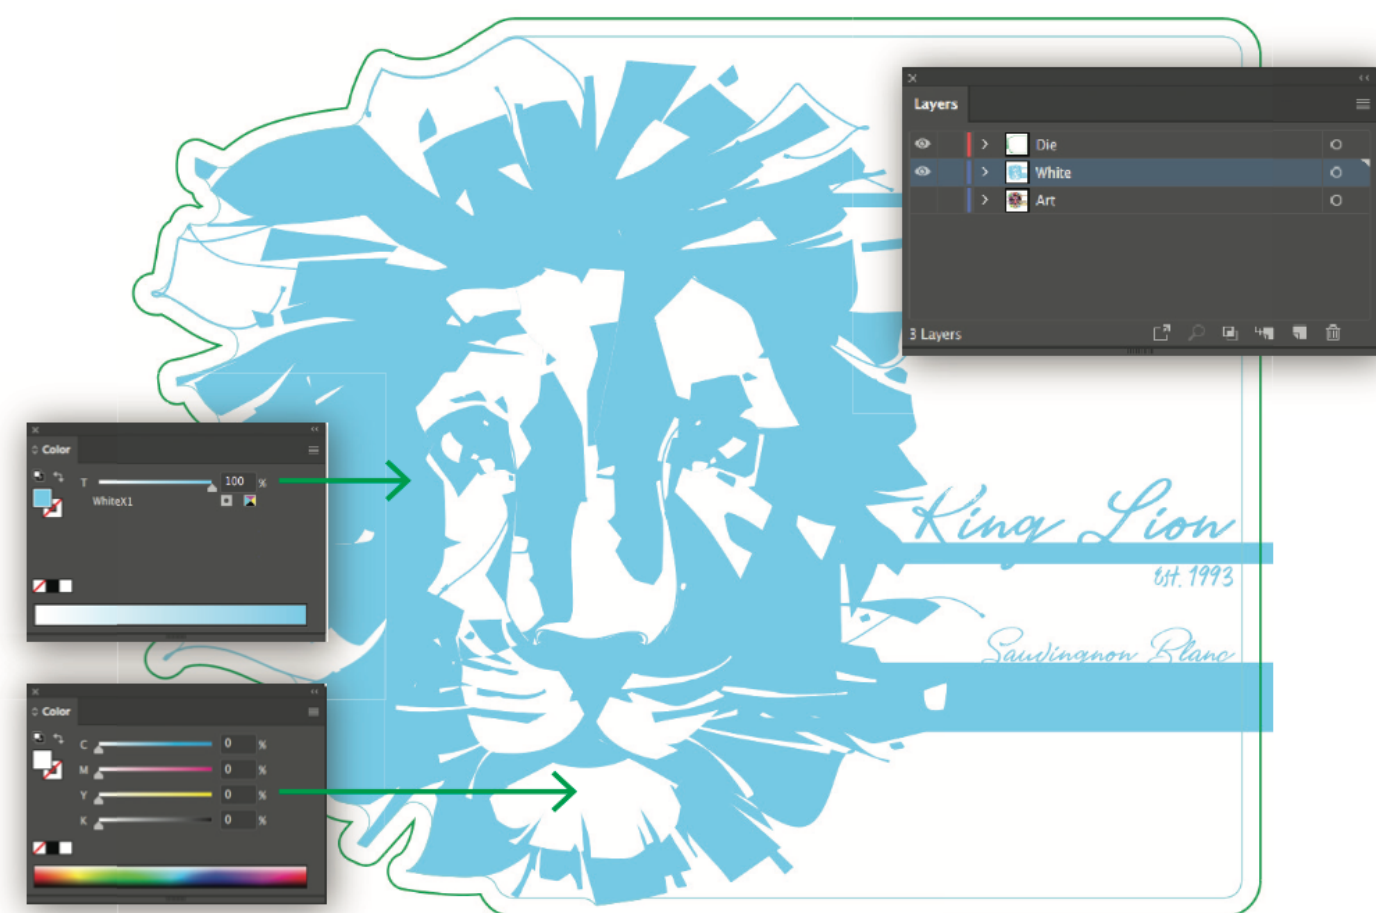 Layers
Die
White
Art
3 Layers
Color
T 100 %
WhiteX1
King Lion
Est. 1993
Sauvingnon Blanc
Color
C 0 %
M 0 %
Y 0 %
K 0 %